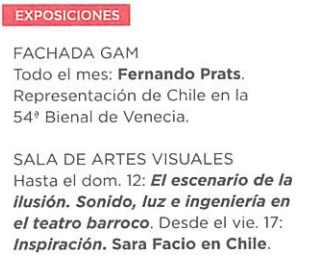 EXPOSICIONES
FACHADA GAM
Todo el mes: Fernando Prats.
Representación de Chile en la
54ª Bienal de Venecia.
SALA DE ARTES VISUALES
Hasta el dom. 12: El escenario de la
ilusión. Sonido, luz e ingeniería en
el teatro barroco. Desde el vie. 17:
Inspiración. Sara Facio en Chile.